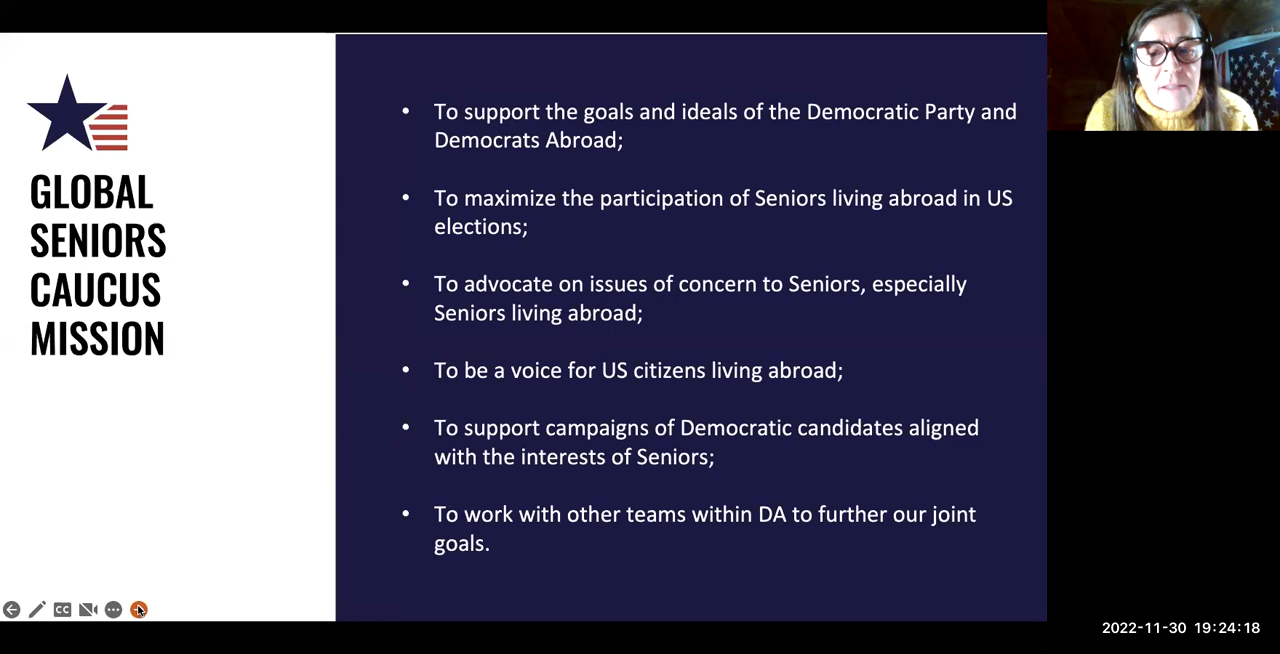 GLOBAL
SENIORS
CAUCUS
MISSION
• To support the goals and ideals of the Democratic Party and
Democrats Abroad;
• To maximize the participation of Seniors living abroad in US
elections;
• To advocate on issues of concern to Seniors, especially
Seniors living abroad;
• To be a voice for US citizens living abroad;
• To support campaigns of Democratic candidates aligned
with the interests of Seniors;
• To work with other teams within DA to further our joint
goals.
CC
2022-11-30 19:24:18